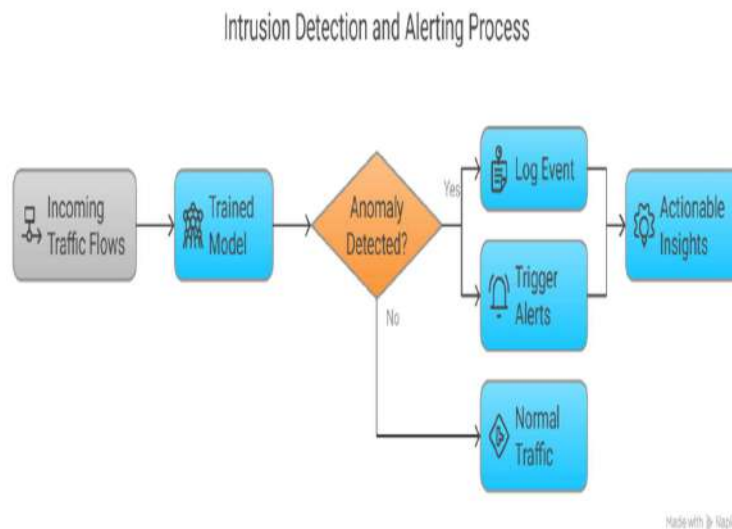 Intrusion Detection and Alerting Process
Incoming
Traffic Flows
Trained
Model
Anomaly
Detected?
Yes
Log Event
Trigger
Alerts
Actionable
Insights
No
Normal
Traffic
Made with Napk